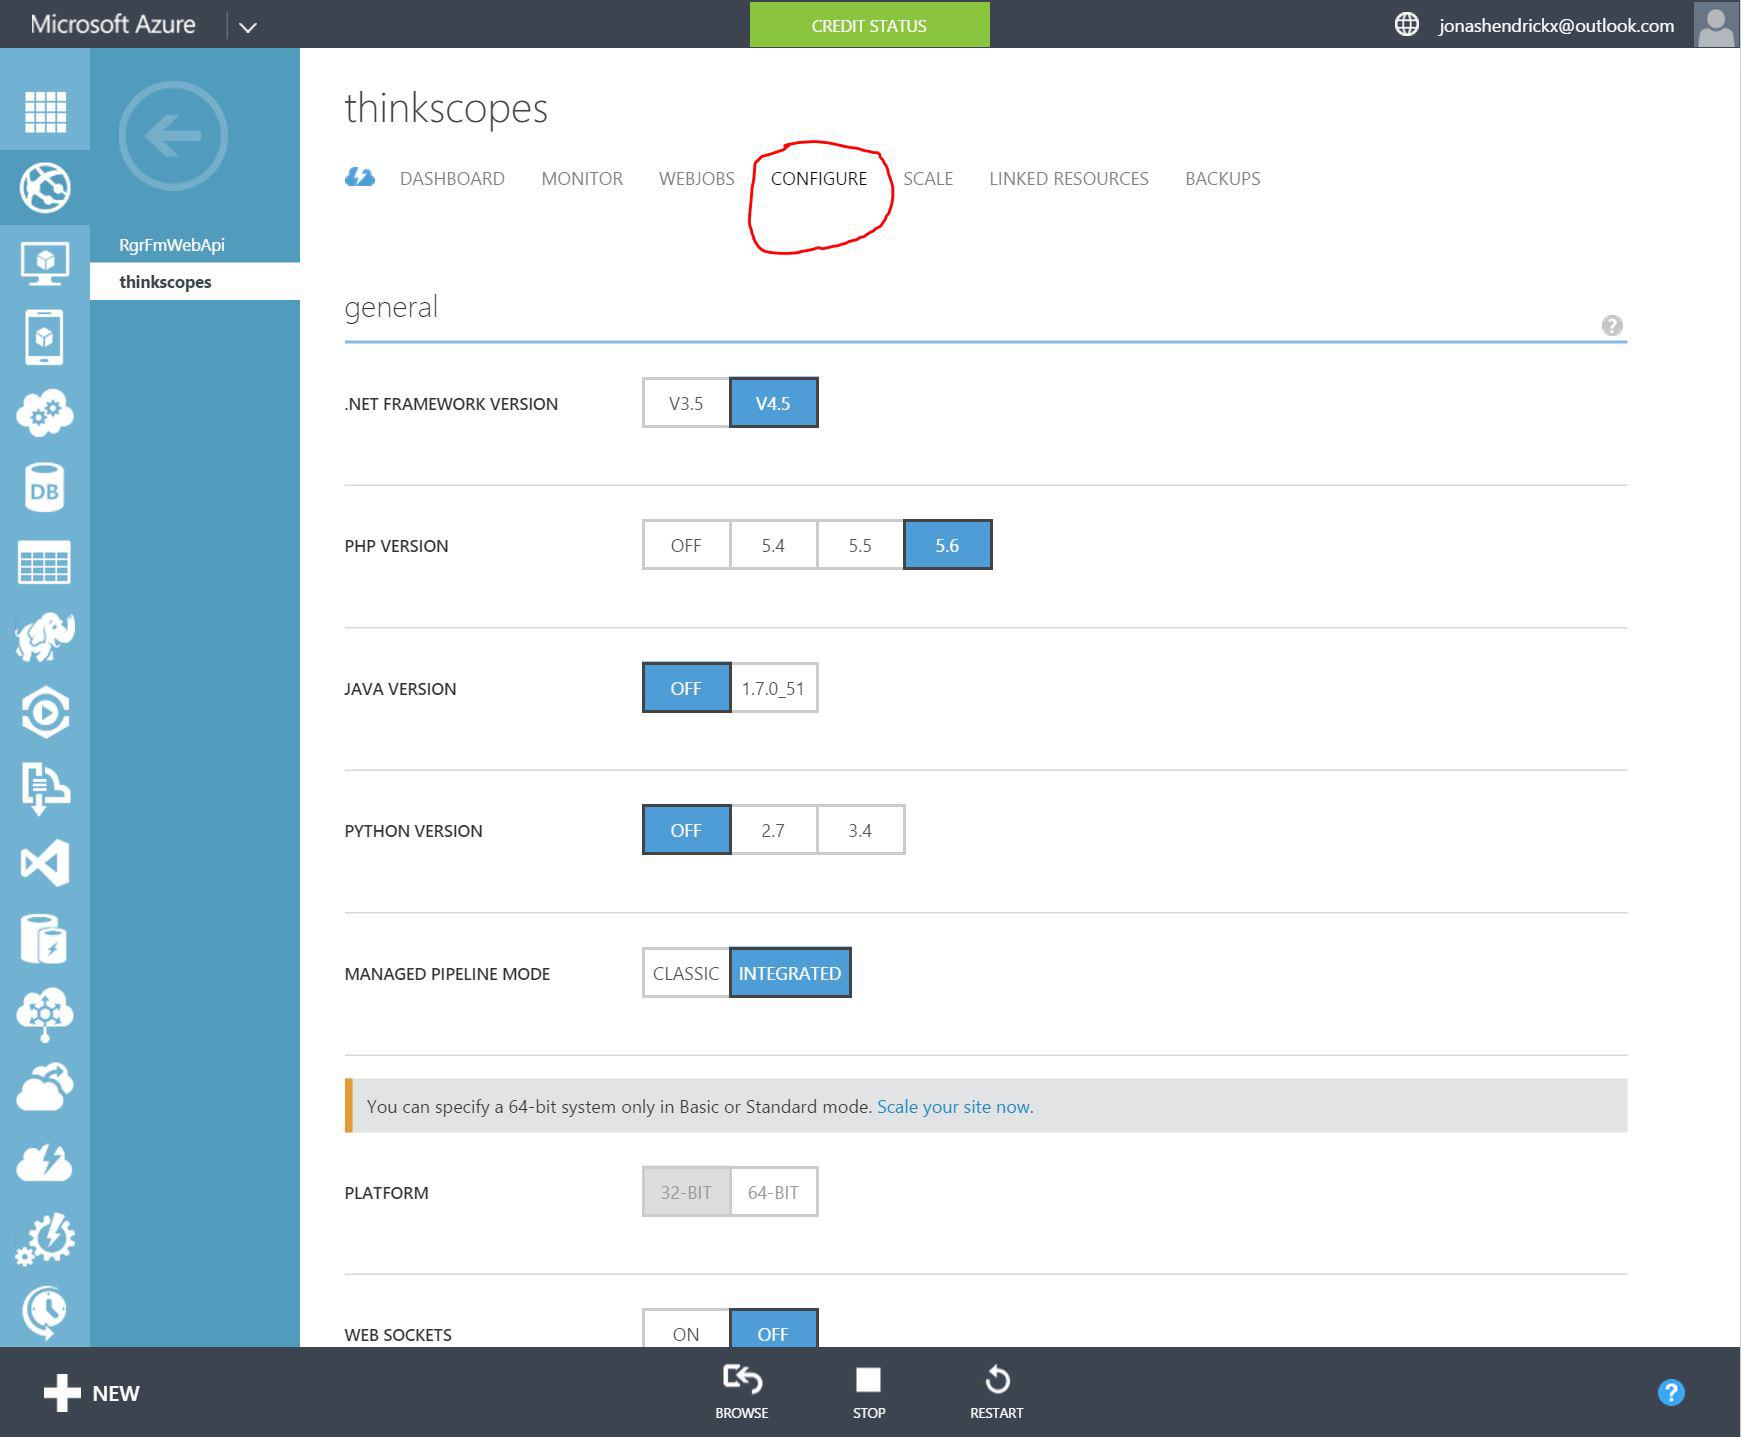 Microsoft Azure
CREDIT STATUS
jonashendrickx@outlook.com
thinkscopes
DASHBOARD MONITOR WEBJOBS CONFIGURE SCALE LINKED RESOURCES BACKUPS
RgrFmWebApi
thinkscopes
general
?
.NET FRAMEWORK VERSION V3.5 V4.5
DB
PHP VERSION OFF 5.4 5.5 5.6
JAVA VERSION OFF 1.7.0_51
PYTHON VERSION OFF 2.7 3.4
MANAGED PIPELINE MODE CLASSIC INTEGRATED
You can specify a 64-bit system only in Basic or Standard mode. Scale your site now.
PLATFORM 32-BIT 64-BIT
WEB SOCKETS ON OFF
NEW
BROWSE STOP RESTART
?